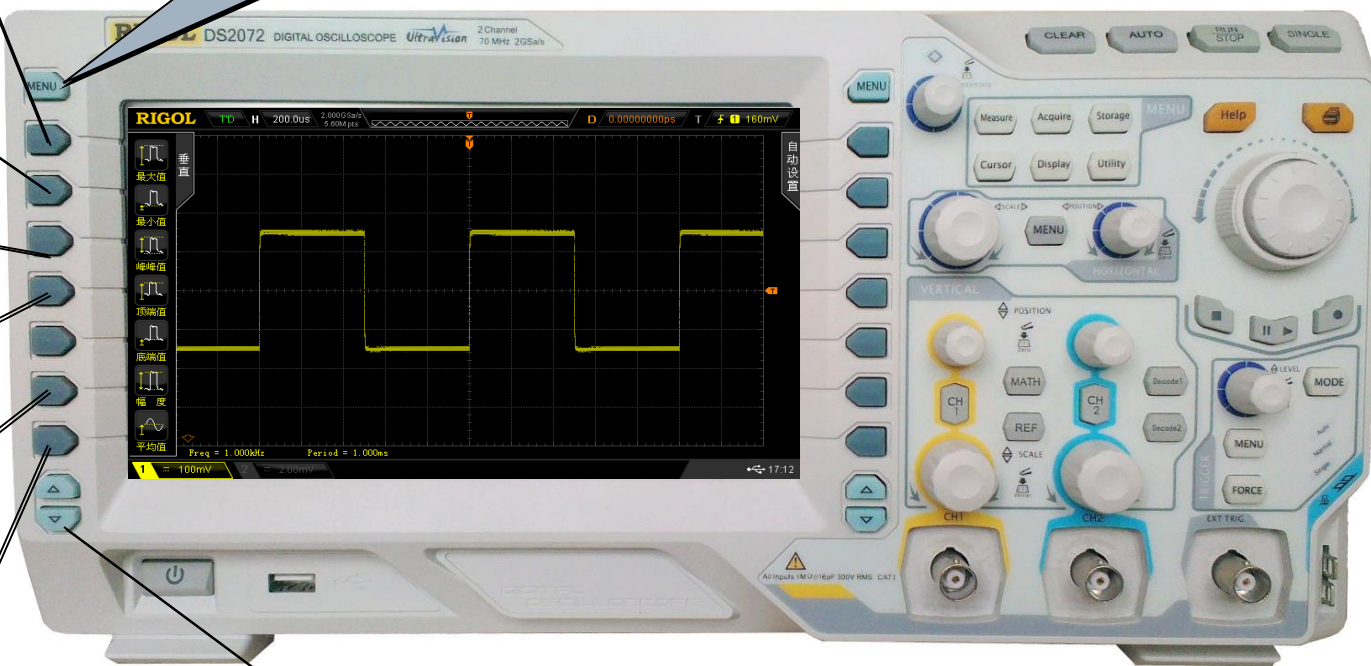 DS2072 DIGITAL OSCILLOSCOPE UltraVision 2 Channel
70 MHz 2GSa/s
CLEAR AUTO RUN
STOP SINGLE
MENU
MENU
RIGOL T'D H 200.0us 2.000GSa/s
5.60M pts
D 0.00000000ps T 1 160mV
垂直
自动设置
最大值
最小值
峰峰值
顶端值
底端值
幅 度
平均值
Freq = 1.000kHz Period = 1.000ms
1 = 100mV 2 = 2.00mV 17:12
Measure Acquire Storage MENU
Cursor Display Utility
Help
SCALE POSITION
MENU
HORIZONTAL
VERTICAL
POSITION
Zero
MATH
CH
1
CH
2
REF
Decode1
Decode2
SCALE
Vernier
LEVEL
MODE
MENU
FORCE
TRIGGER
Auto
Normal
Single
CH1 CH2 EXT TRIG
All Inputs 1MΩ//16pF 300V RMS CATI